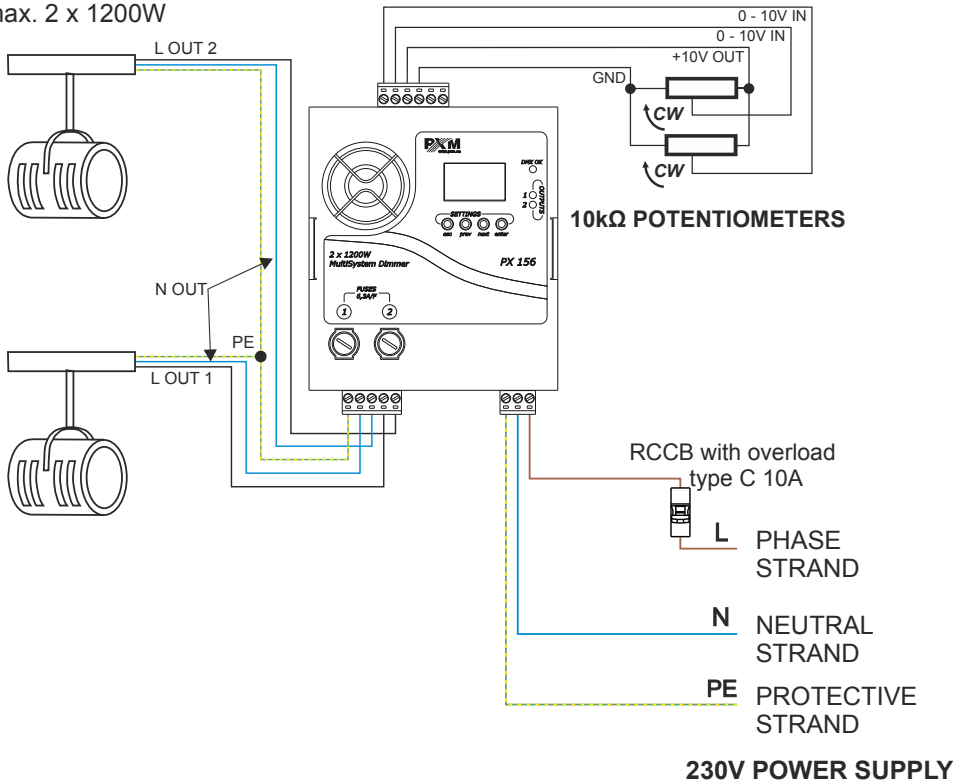 max. 2 x 1200W
L OUT 2
N OUT
PE
L OUT 1
0 - 10V IN
0 - 10V IN
+10V OUT
GND
CW
CW
10kΩ POTENTIOMETERS
PXM
DMX OK
OUTPUTS
1
2
SETTINGS
esc prev next enter
2 x 1200W
MultiSystem Dimmer
PX 156
FUSES
6,3A/F
1 2
RCCB with overload
type C 10A
L PHASE
STRAND
N NEUTRAL
STRAND
PE PROTECTIVE
STRAND
230V POWER SUPPLY